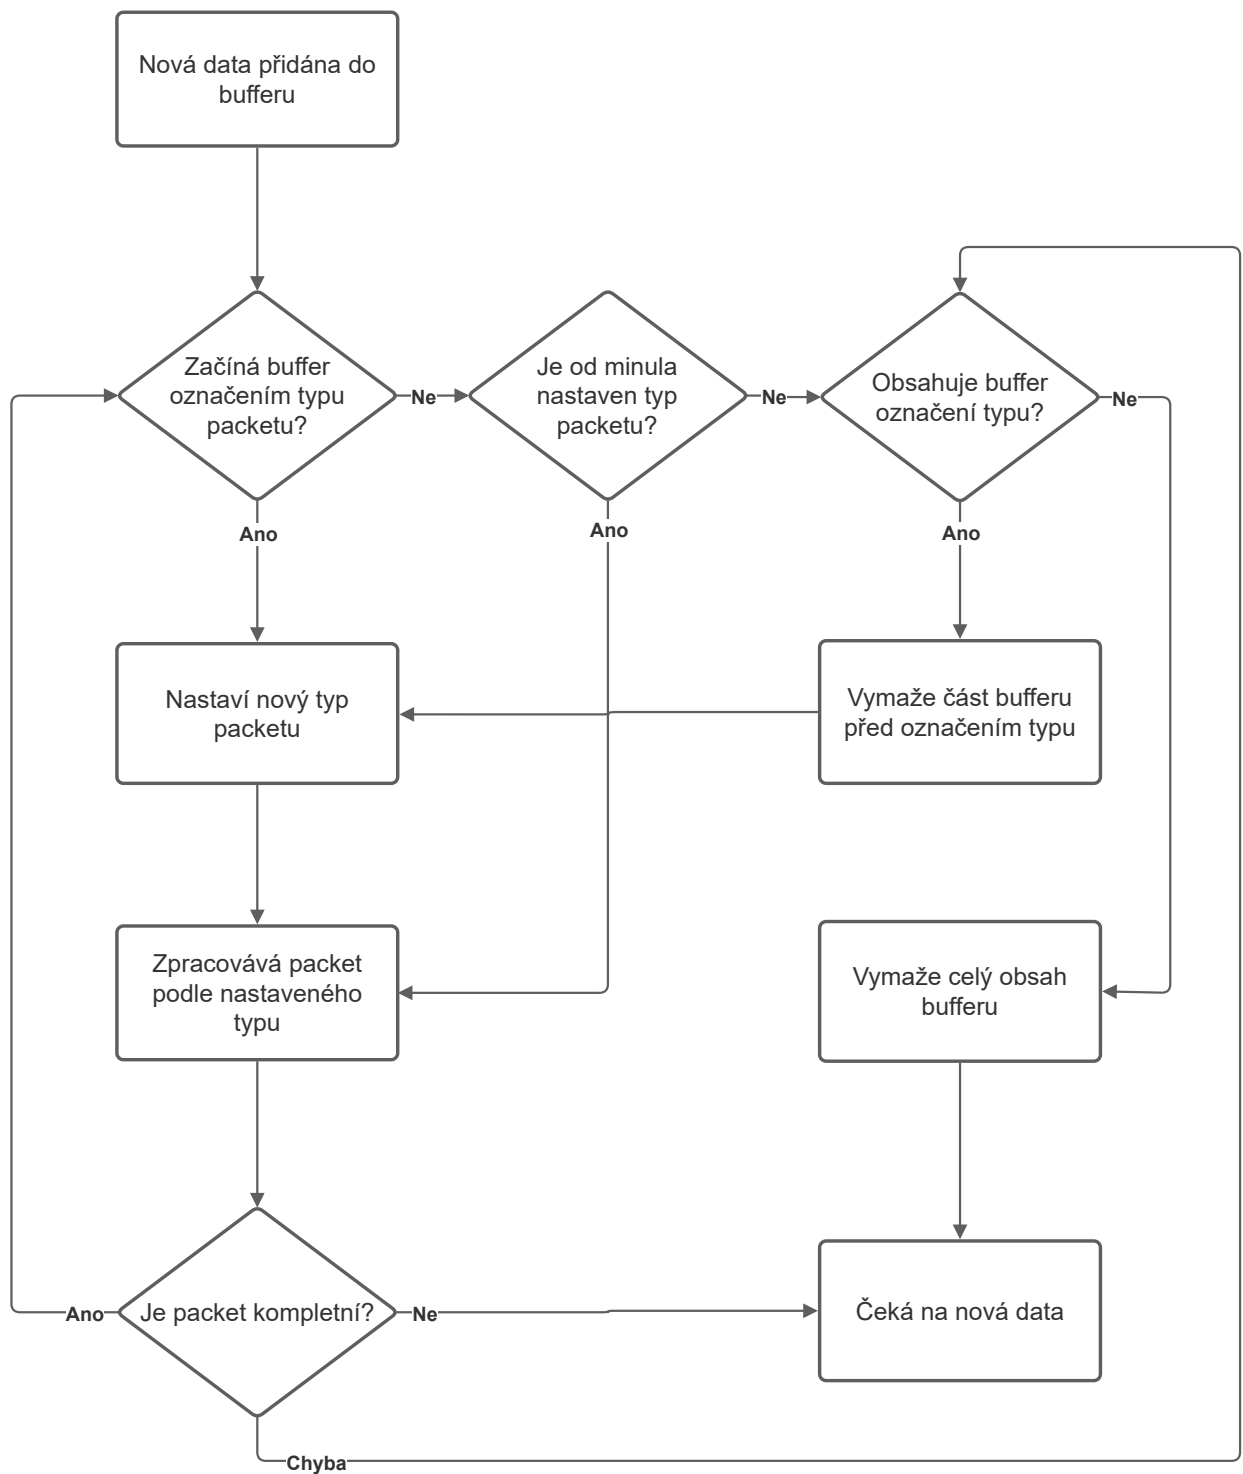 Nová data přidána do
bufferu
Začíná buffer
označením typu
packetu?
Ne
Je od minula
nastaven typ
packetu?
Ne
Obsahuje buffer
označení typu?
Ne
Ano
Ano
Ano
Nastaví nový typ
packetu
Vymaže část bufferu
před označením typu
Zpracovává packet
podle nastaveného
typu
Vymaže celý obsah
bufferu
Ano
Je packet kompletní?
Ne
Čeká na nová data
Chyba